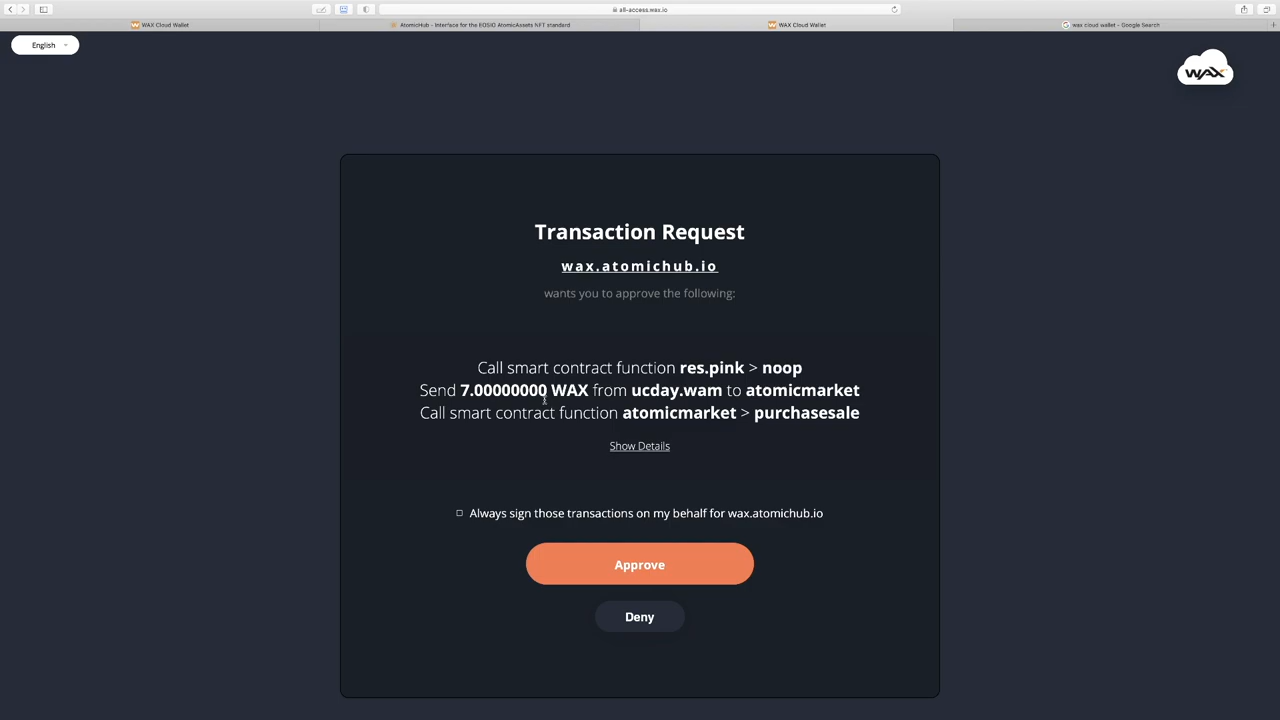 all-access.wax.io
WAX Cloud Wallet
AtomicHub - Interface for the EOSIO AtomicAssets NFT standard
WAX Cloud Wallet
wax cloud wallet - Google Search
English
WAX
Transaction Request
wax.atomichub.io
wants you to approve the following:
Call smart contract function res.pink > noop
Send 7.00000000 WAX from ucday.wam to atomicmarket
Call smart contract function atomicmarket > purchasesale
Show Details
Always sign those transactions on my behalf for wax.atomichub.io
Approve
Deny